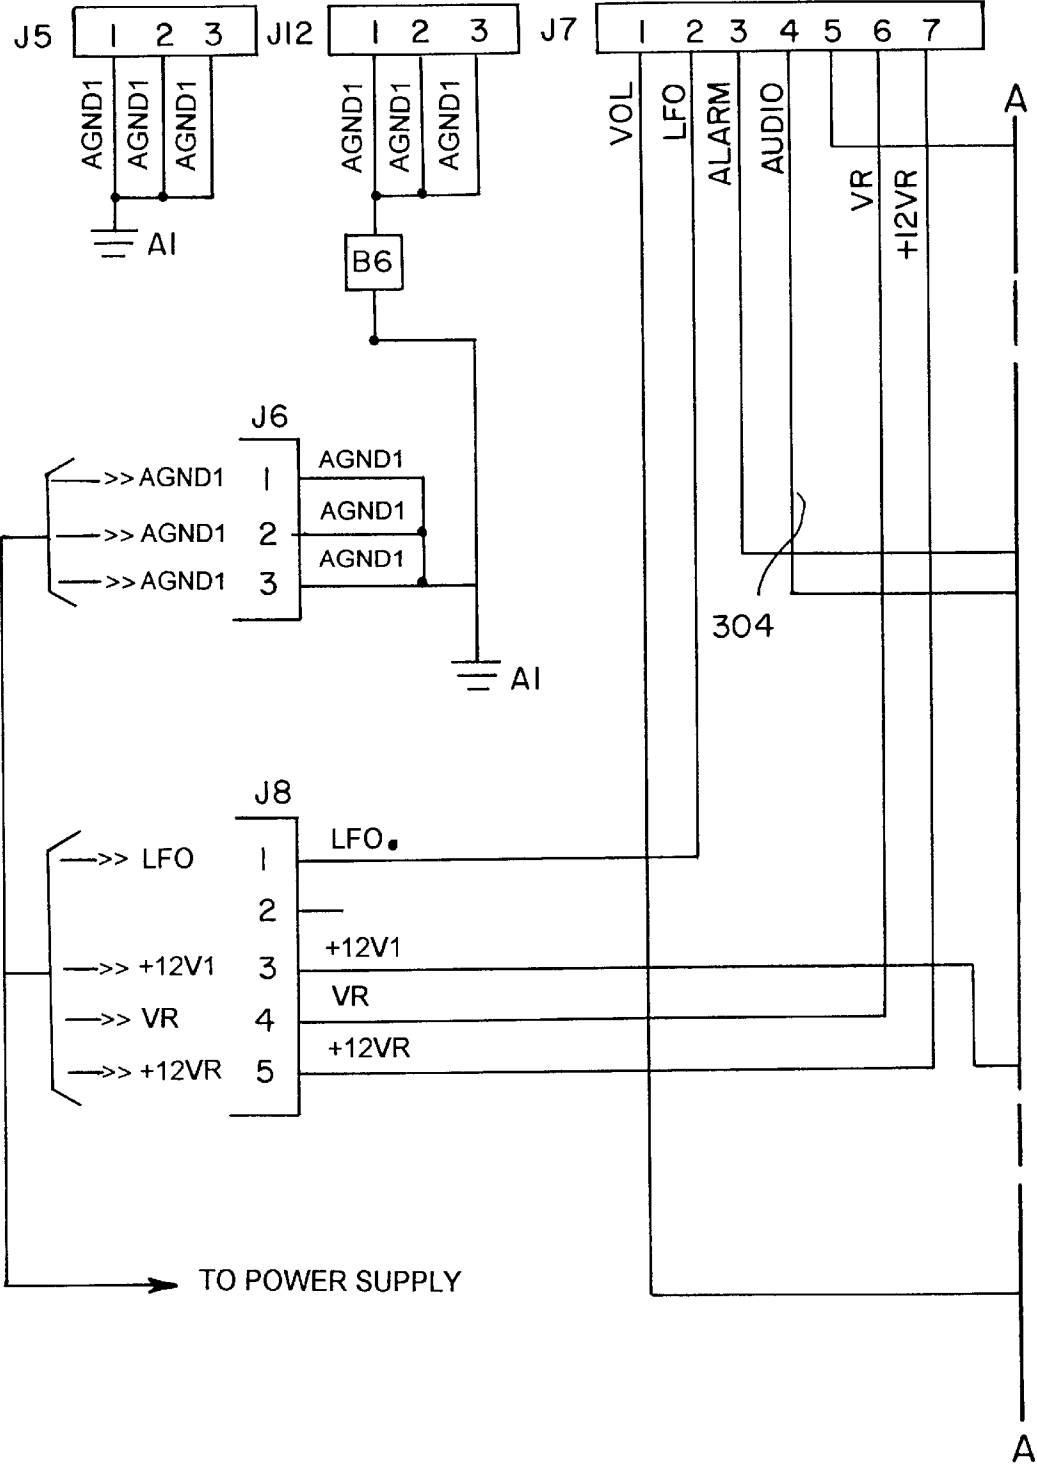 J5 1 2 3 J12 1 2 3 J7 1 2 3 4 5 6 7
AGND1 AGND1 AGND1 AGND1 AGND1 AGND1 VOL LFO ALARM AUDIO VR +12VR A
A1
B6
J6
>> AGND1 1 AGND1
>> AGND1 2 AGND1
>> AGND1 3 AGND1
304
A1
J8
>> LFO 1 LFO
2
>> +12V1 3 +12V1
>> VR 4 VR
>> +12VR 5 +12VR
TO POWER SUPPLY
A